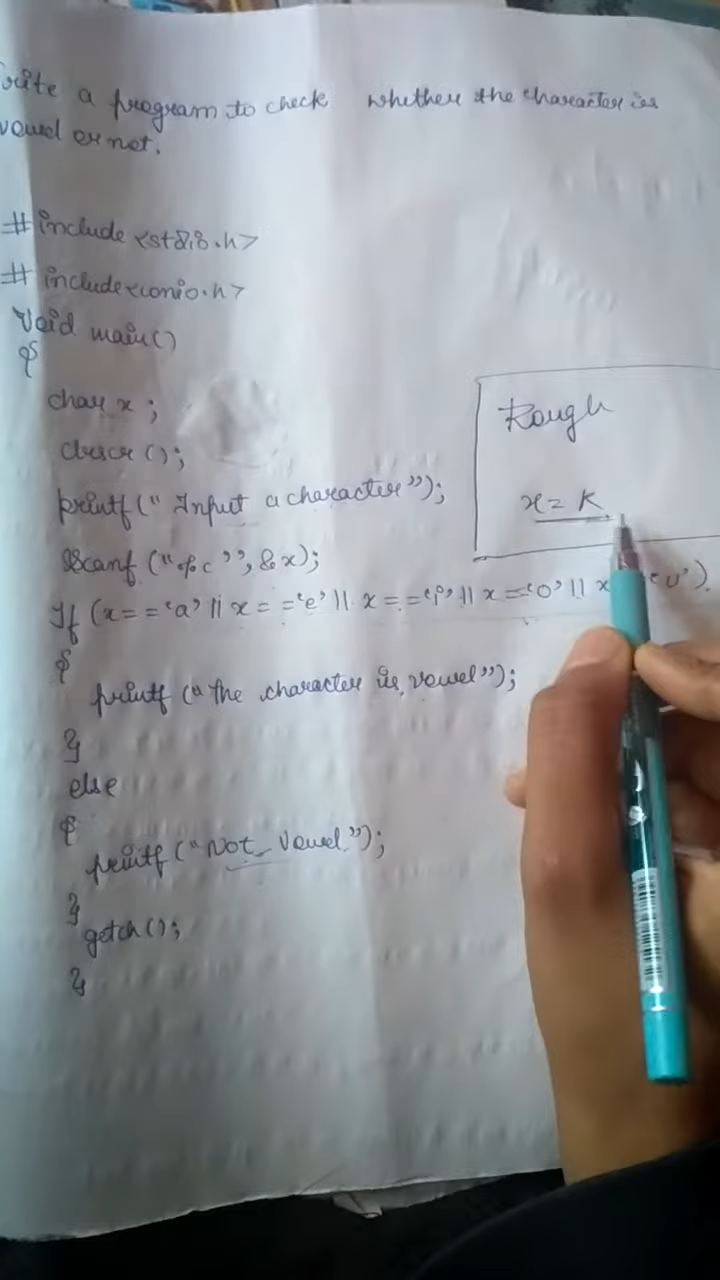 write a program to check whether the character is
vowel or not.
# include <stdio.h>
# include <conio.h>
Void main()
{
char x ;
clrscr ();
printf (" Input a character");
Scanf ("%c", &x);
If (x=='a' || x=='e' || x=='i' || x=='o' || x 'u')
{
printf ("the character is vowel");
}
else
{
printf ("Not Vowel");
}
getch();
}
Rough
x= K